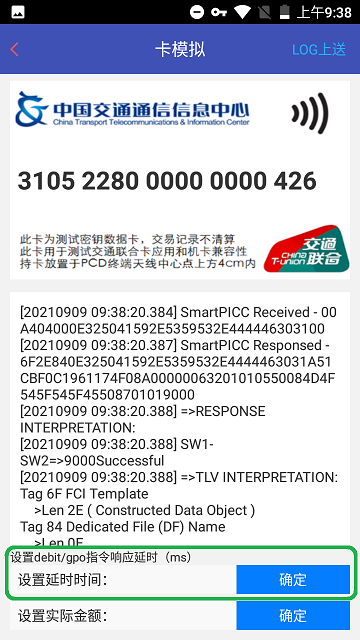 上午9:38
卡模拟
LOG上送
中国交通通信信息中心
China Transport Telecommunications & Information Center
3105 2280 0000 0000 426
此卡为测试密钥数据卡，交易记录不清算
此卡用于测试交通联合卡应用和机卡兼容性
持卡放置于PCD终端天线中心点上方4cm内
交通
联合
CHINA
T-UNION
[20210909 09:38:20.384] SmartPICC Received - 00
A404000E325041592E5359532E444446303100
[20210909 09:38:20.387] SmartPICC Responsed -
6F2E840E325041592E5359532E4444463031A51
CBF0C1961174F08A00000063201010550084D4F
545F545F45508701019000
[20210909 09:38:20.388] =>RESPONSE
INTERPRETATION:
[20210909 09:38:20.388] SW1-
SW2=>9000Successful
[20210909 09:38:20.388] =>TLV INTERPRETATION:
Tag 6F FCI Template
>Len 2E ( Constructed Data Object )
Tag 84 Dedicated File (DF) Name
>Len 0E
设置debit/gpo指令响应延时（ms）
设置延时时间：
确定
设置实际金额：
确定